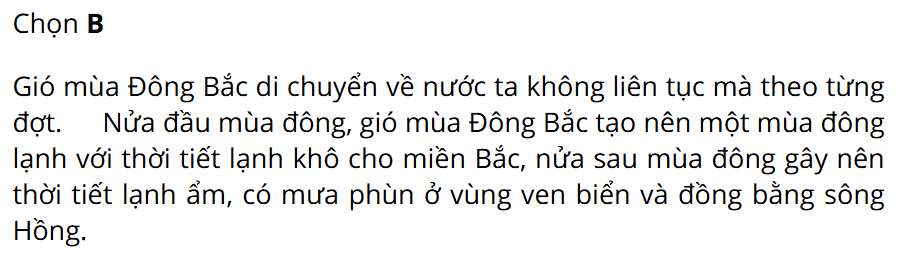 Chọn B
Gió mùa Đông Bắc di chuyển về nước ta không liên tục mà theo từng
đợt. Nửa đầu mùa đông, gió mùa Đông Bắc tạo nên một mùa đông
lạnh với thời tiết lạnh khô cho miền Bắc, nửa sau mùa đông gây nên
thời tiết lạnh ẩm, có mưa phùn ở vùng ven biển và đồng bằng sông
Hồng.